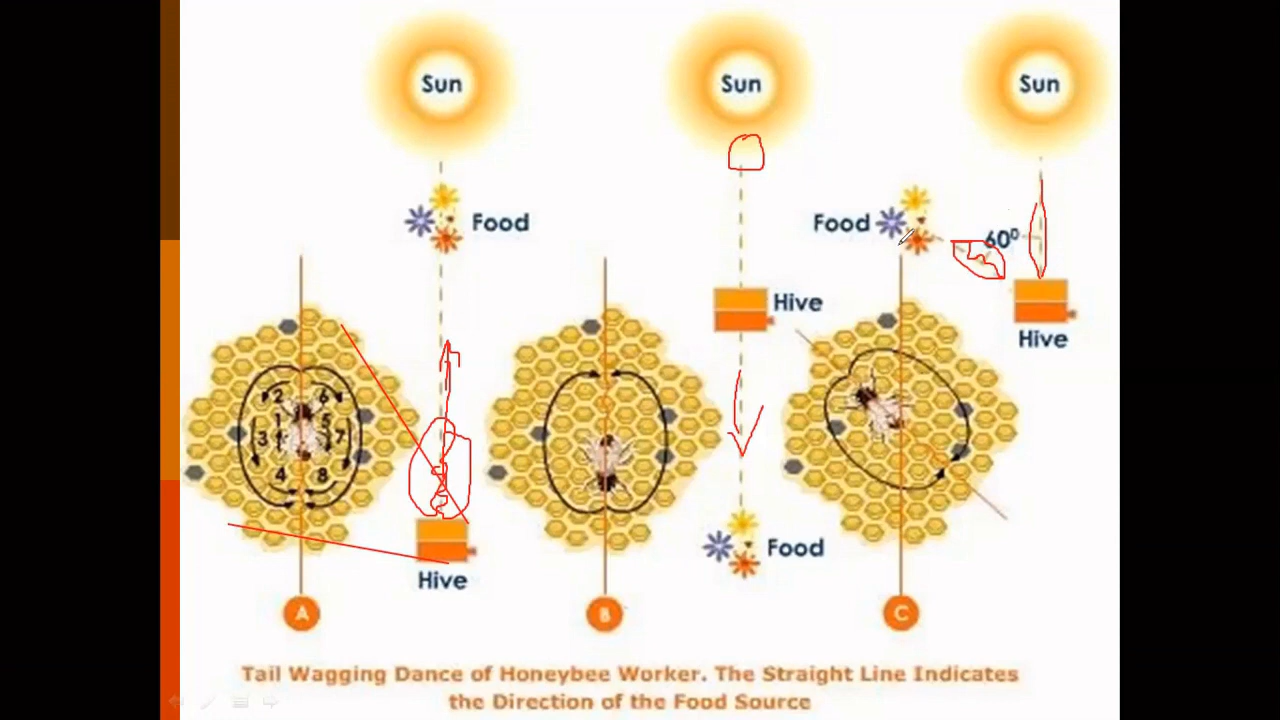 Sun
Sun
Sun
Food
Food
60⁰
Hive
Hive
Hive
2 6
1 5
3 7
4 8
Food
Hive
A
B
C
Tail Wagging Dance of Honeybee Worker. The Straight Line Indicates
the Direction of the Food Source